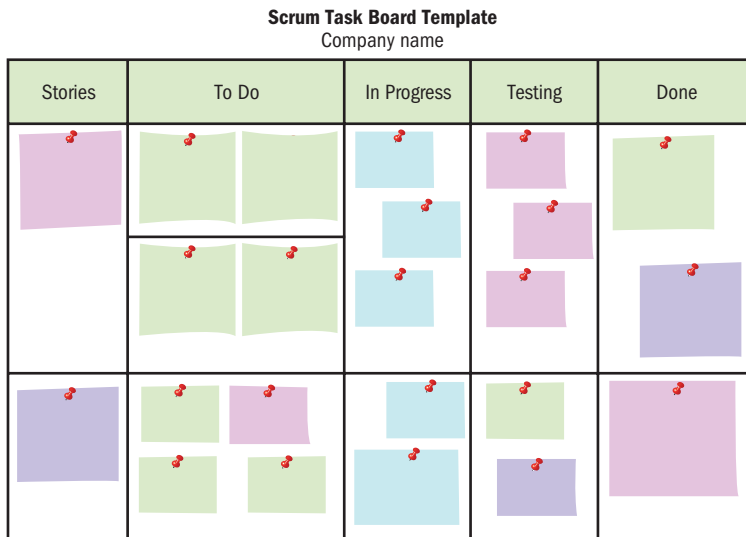 Scrum Task Board Template
Company name
Stories
To Do
In Progress
Testing
Done